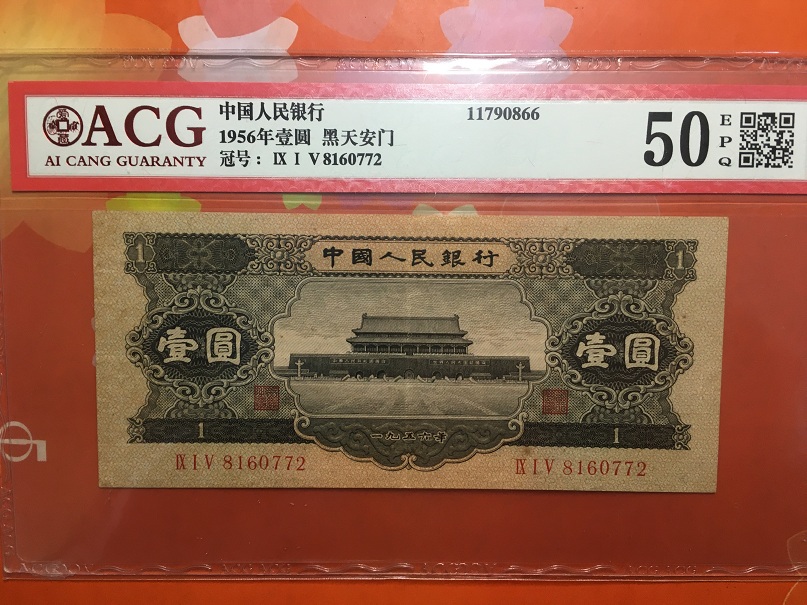 ACG
AI CANG GUARANTY
中国人民银行
1956年壹圆 黑天安门
冠号： Ⅸ Ⅰ Ⅴ 8160772
11790866
50
EPQ
中國人民銀行
1
1
壹圓
壹圓
一九五六年
1
1
Ⅸ Ⅰ Ⅴ 8160772
Ⅸ Ⅰ Ⅴ 8160772